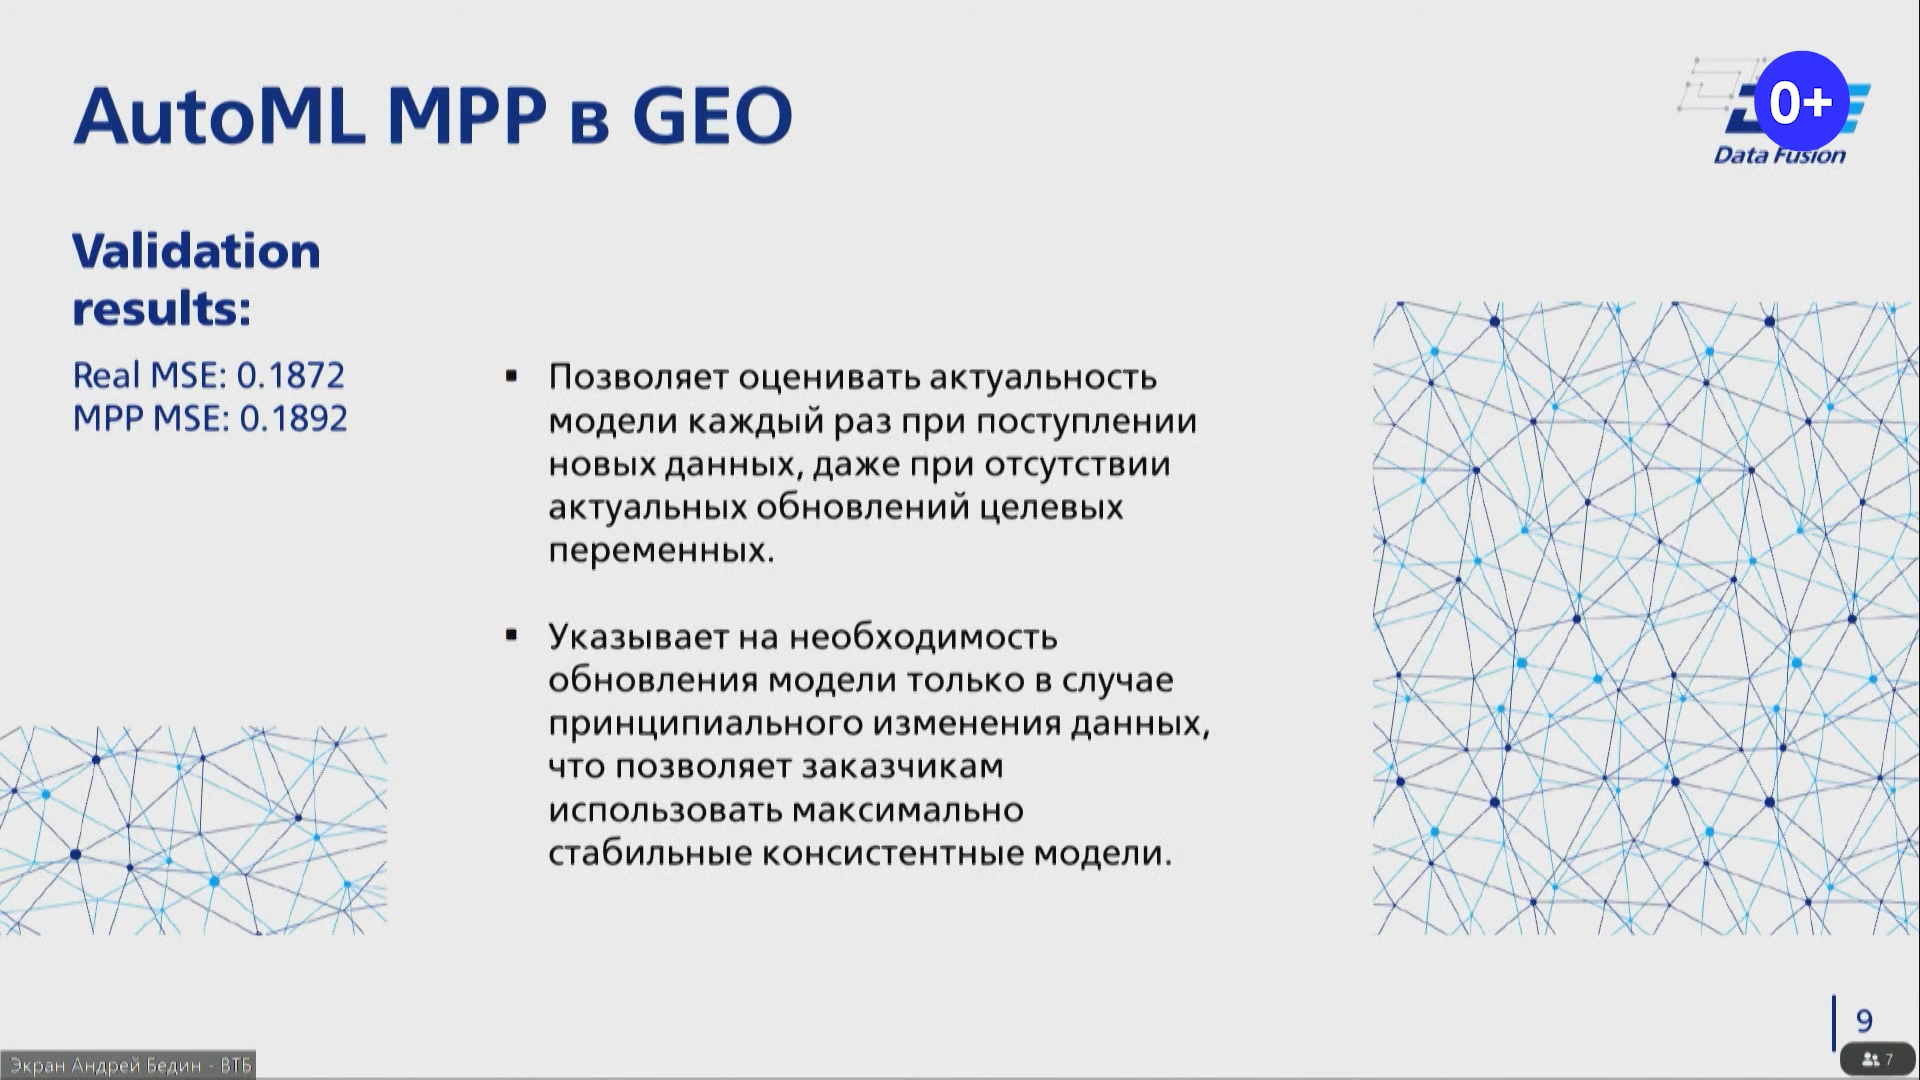 AutoML MPP в GEO
0+
Data Fusion
Validation
results:
Real MSE: 0.1872
MPP MSE: 0.1892
▪ Позволяет оценивать актуальность
модели каждый раз при поступлении
новых данных, даже при отсутствии
актуальных обновлений целевых
переменных.
▪ Указывает на необходимость
обновления модели только в случае
принципиального изменения данных,
что позволяет заказчикам
использовать максимально
стабильные консистентные модели.
9
Экран Андрей Бедин - ВТБ
7